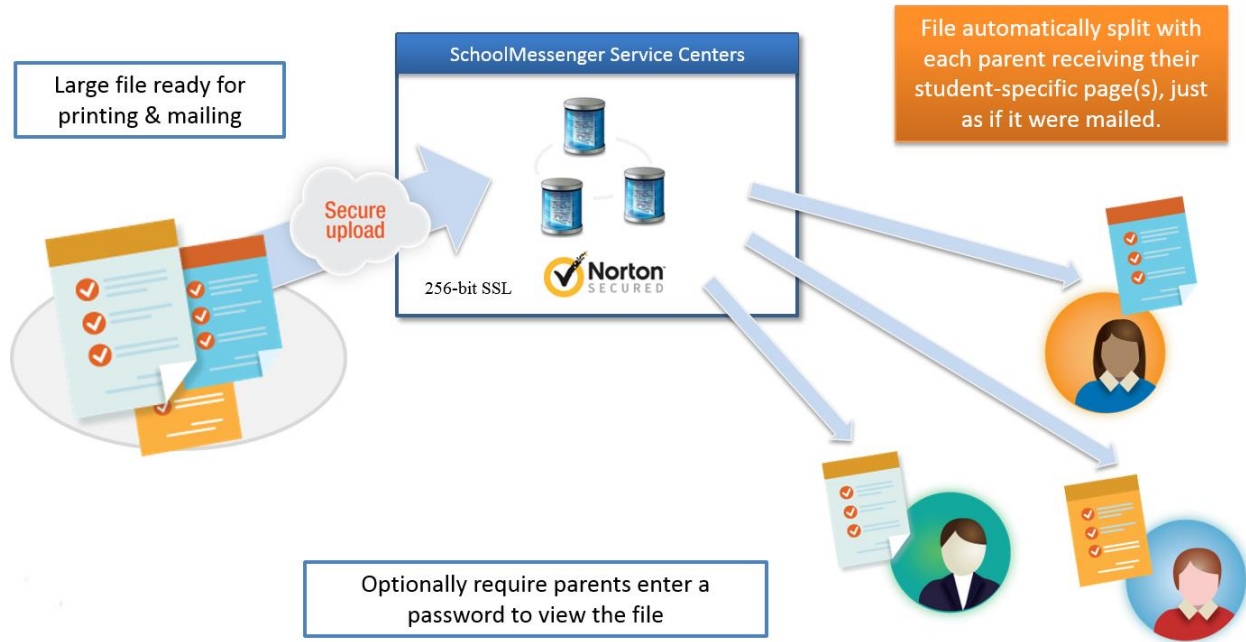 Large file ready for
printing & mailing
Secure
upload
SchoolMessenger Service Centers
256-bit SSL
Norton
SECURED
File automatically split with
each parent receiving their
student-specific page(s), just
as if it were mailed.
Optionally require parents enter a
password to view the file